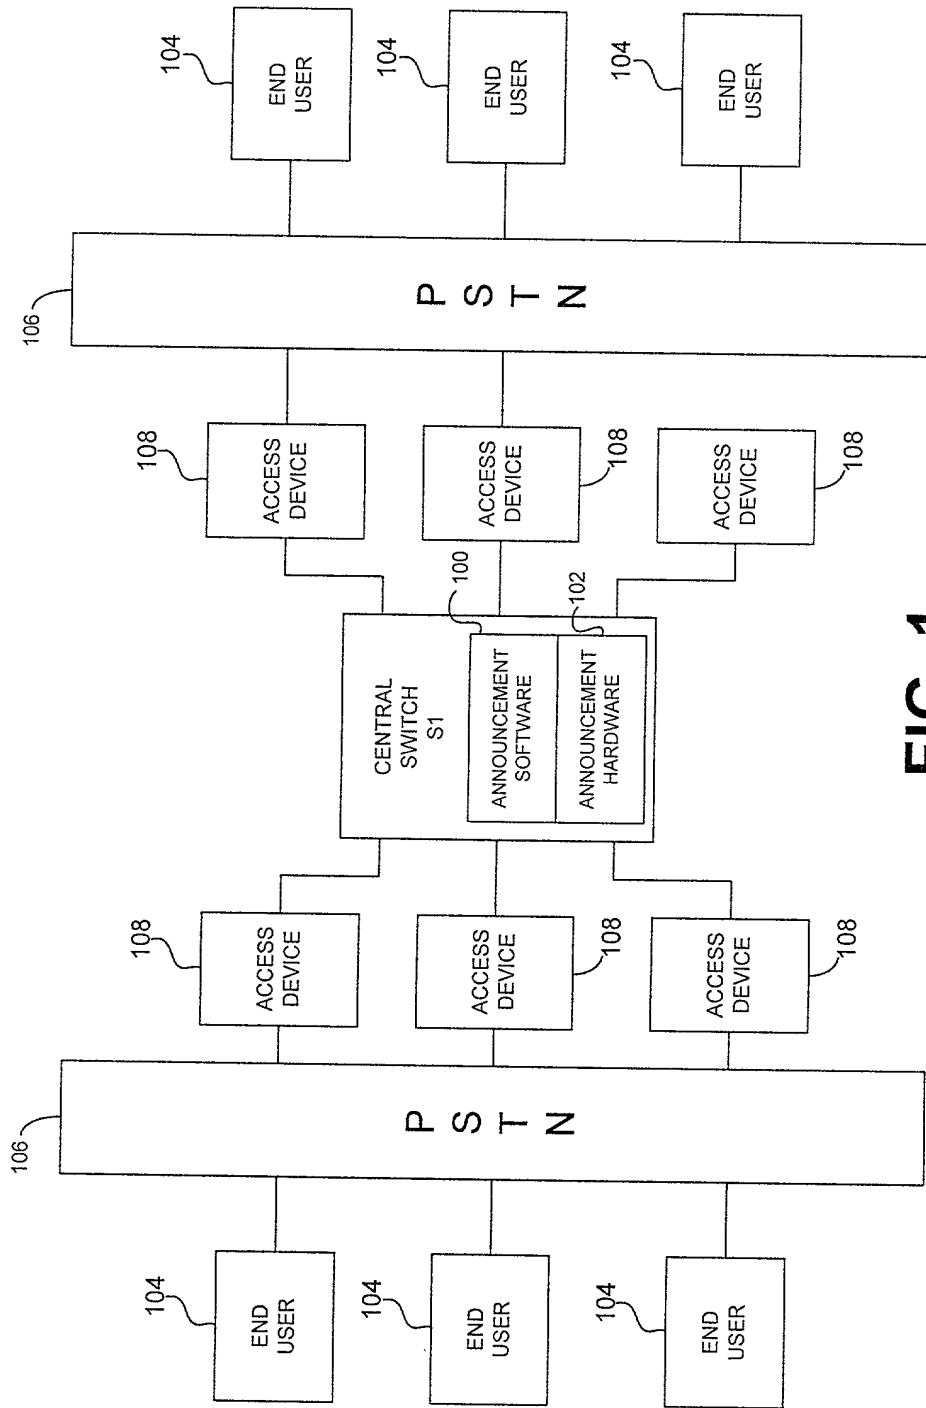 104
END
USER
104
END
USER
104
END
USER
106
P
S
T
N
108
ACCESS
DEVICE
ACCESS
DEVICE
108
ACCESS
DEVICE
108
CENTRAL
SWITCH
S1
100
ANNOUNCEMENT
SOFTWARE
102
ANNOUNCEMENT
HARDWARE
108
ACCESS
DEVICE
ACCESS
DEVICE
108
ACCESS
DEVICE
108
106
P
S
T
N
104
END
USER
104
END
USER
104
END
USER
FIG. 1